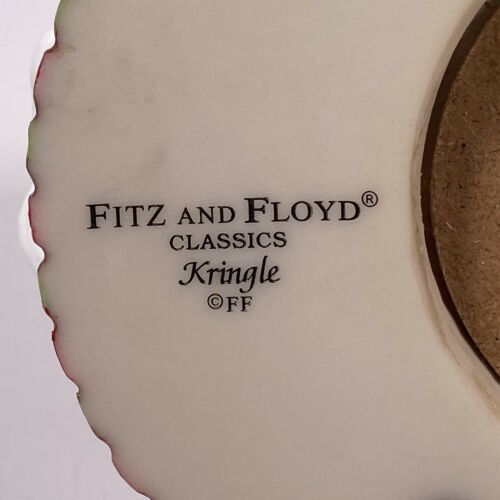 FITZ AND FLOYD®
CLASSICS
Kringle
©FF